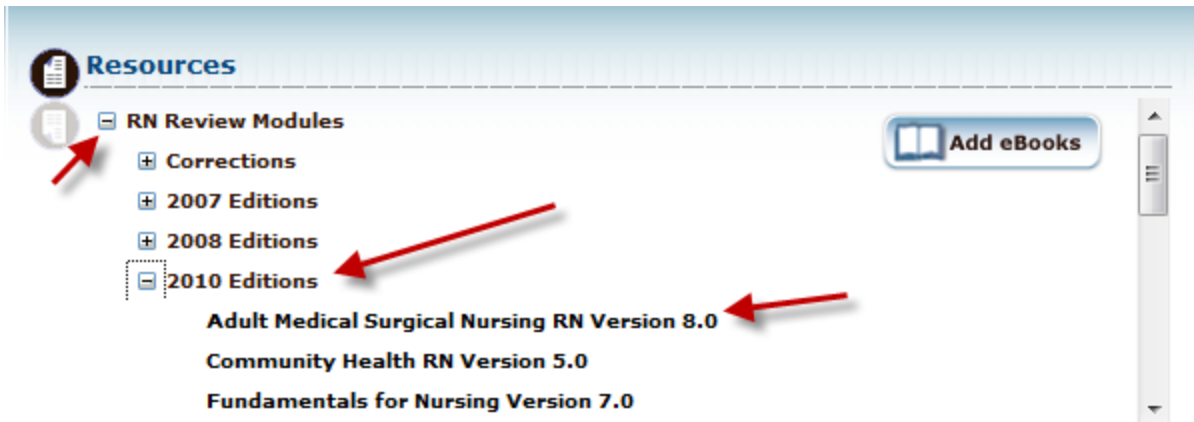 Resources
RN Review Modules
Add eBooks
Corrections
2007 Editions
2008 Editions
2010 Editions
Adult Medical Surgical Nursing RN Version 8.0
Community Health RN Version 5.0
Fundamentals for Nursing Version 7.0